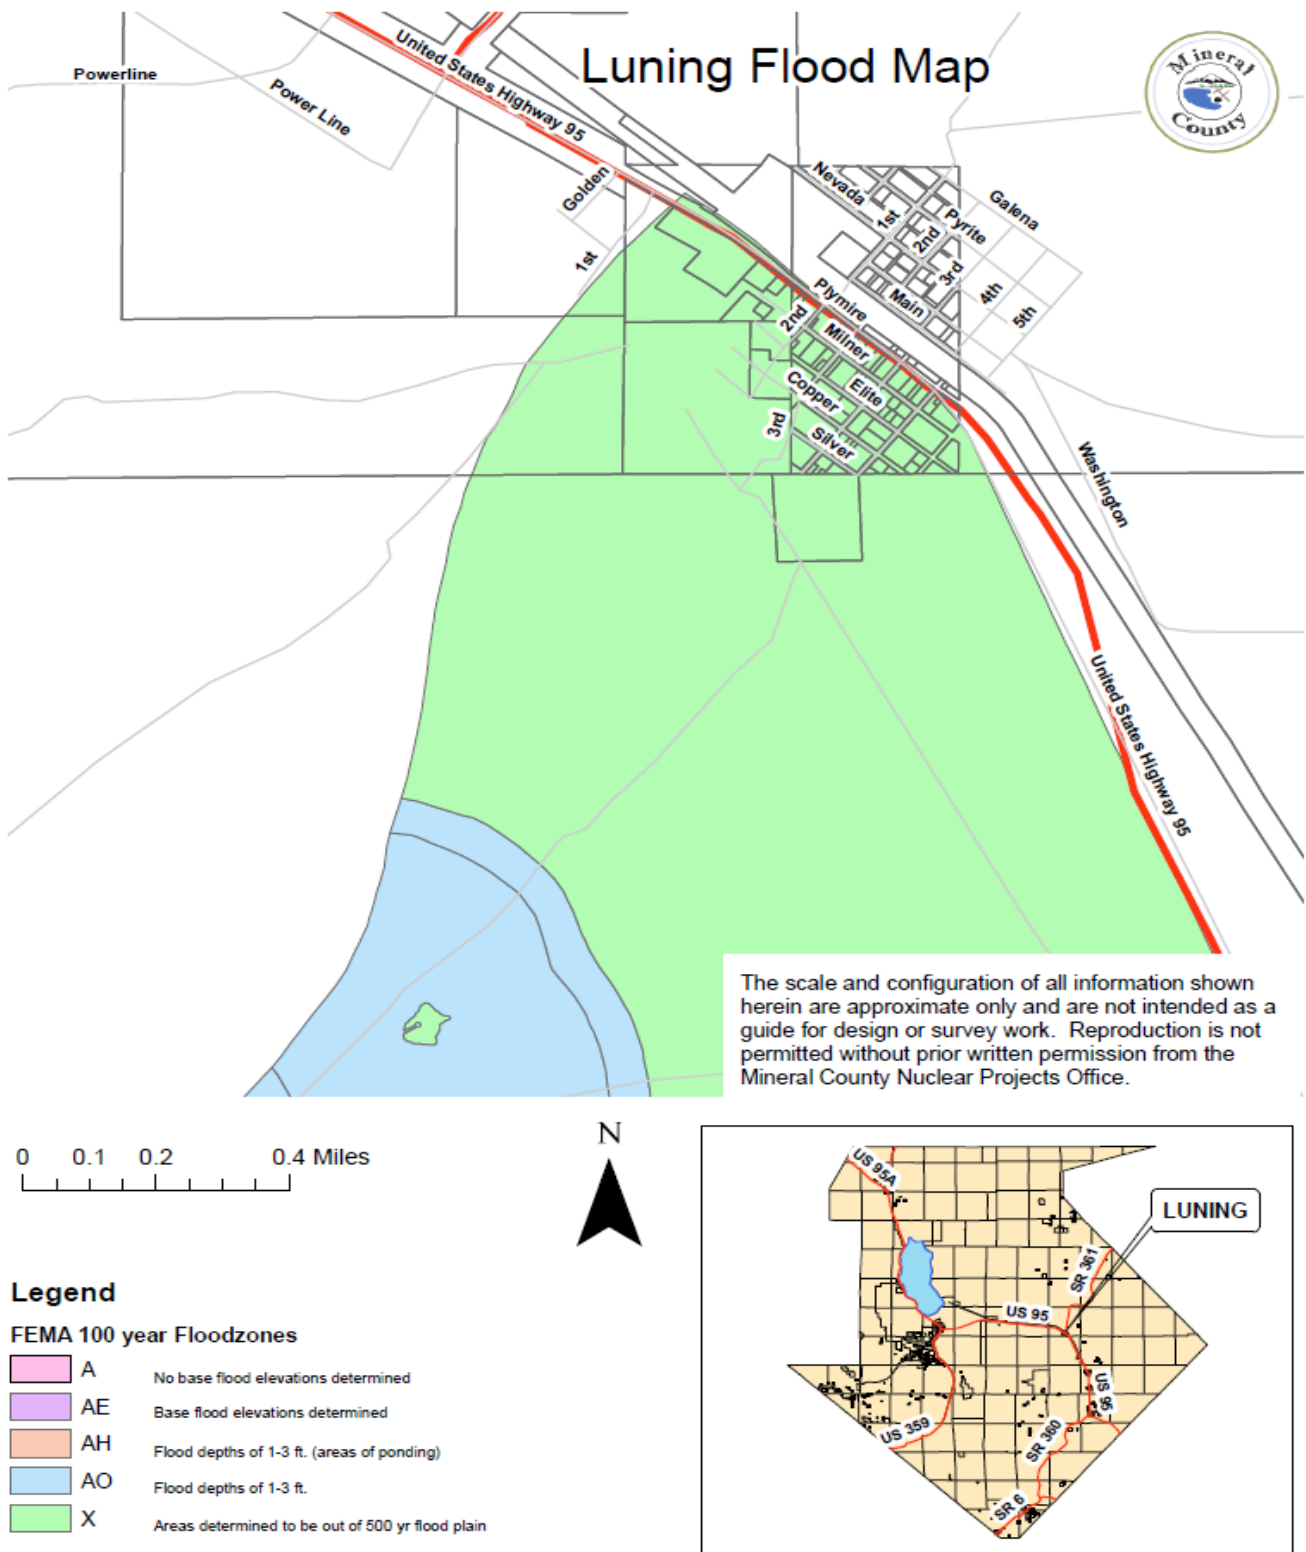 Luning Flood Map
Mineral
County
Powerline
Power Line
United States Highway 95
Golden
1st
Nevada
1st
2nd
Pyrite
Galena
3rd
4th
5th
Main
Plymire
2nd
Milner
Elite
Copper
3rd
Silver
Washington
United States Highway 95
The scale and configuration of all information shown
herein are approximate only and are not intended as a
guide for design or survey work. Reproduction is not
permitted without prior written permission from the
Mineral County Nuclear Projects Office.
0 0.1 0.2 0.4 Miles
N
US 95A
LUNING
SR 361
US 95
US 95
US 359
SR 360
SR 6
Legend
FEMA 100 year Floodzones
A No base flood elevations determined
AE Base flood elevations determined
AH Flood depths of 1-3 ft. (areas of ponding)
AO Flood depths of 1-3 ft.
X Areas determined to be out of 500 yr flood plain